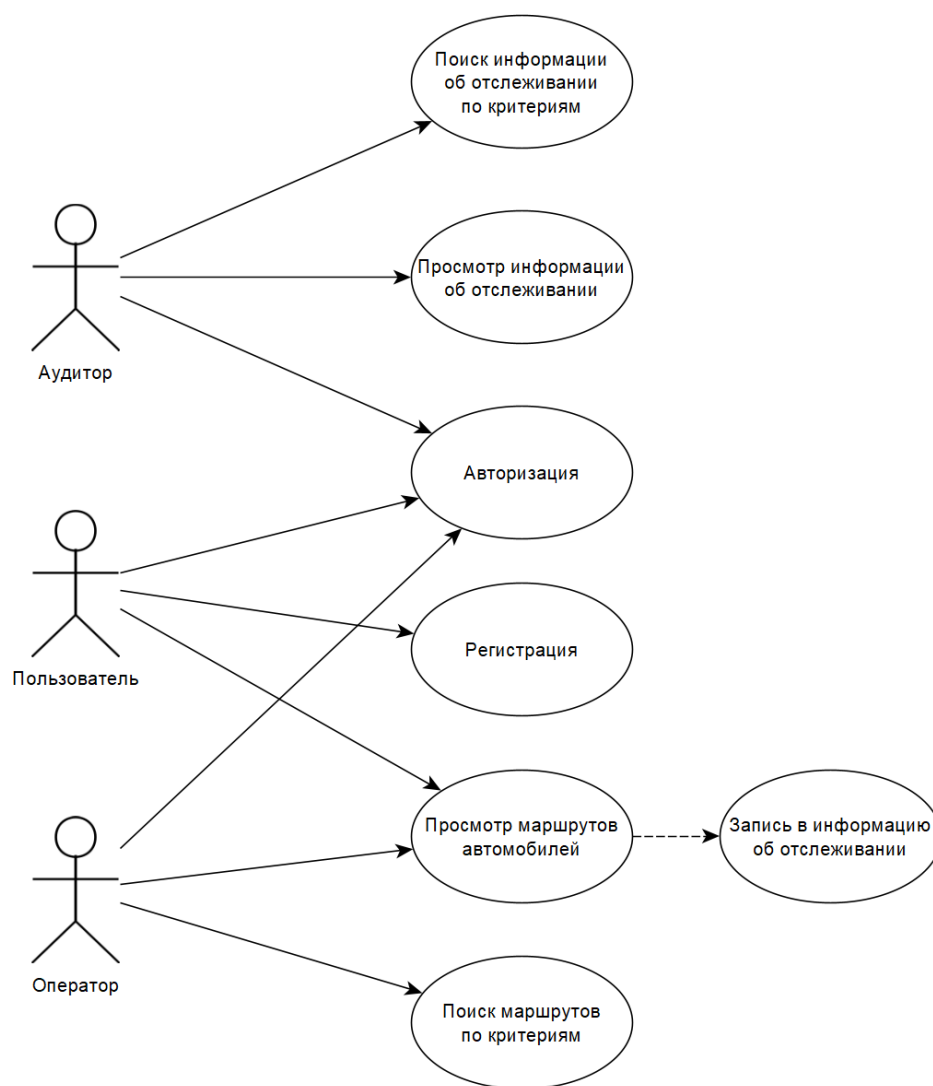 Поиск информации
об отслеживании
по критериям
Просмотр информации
об отслеживании
Аудитор
Авторизация
Регистрация
Пользователь
Просмотр маршрутов
автомобилей
Запись в информацию
об отслеживании
Оператор
Поиск маршрутов
по критериям